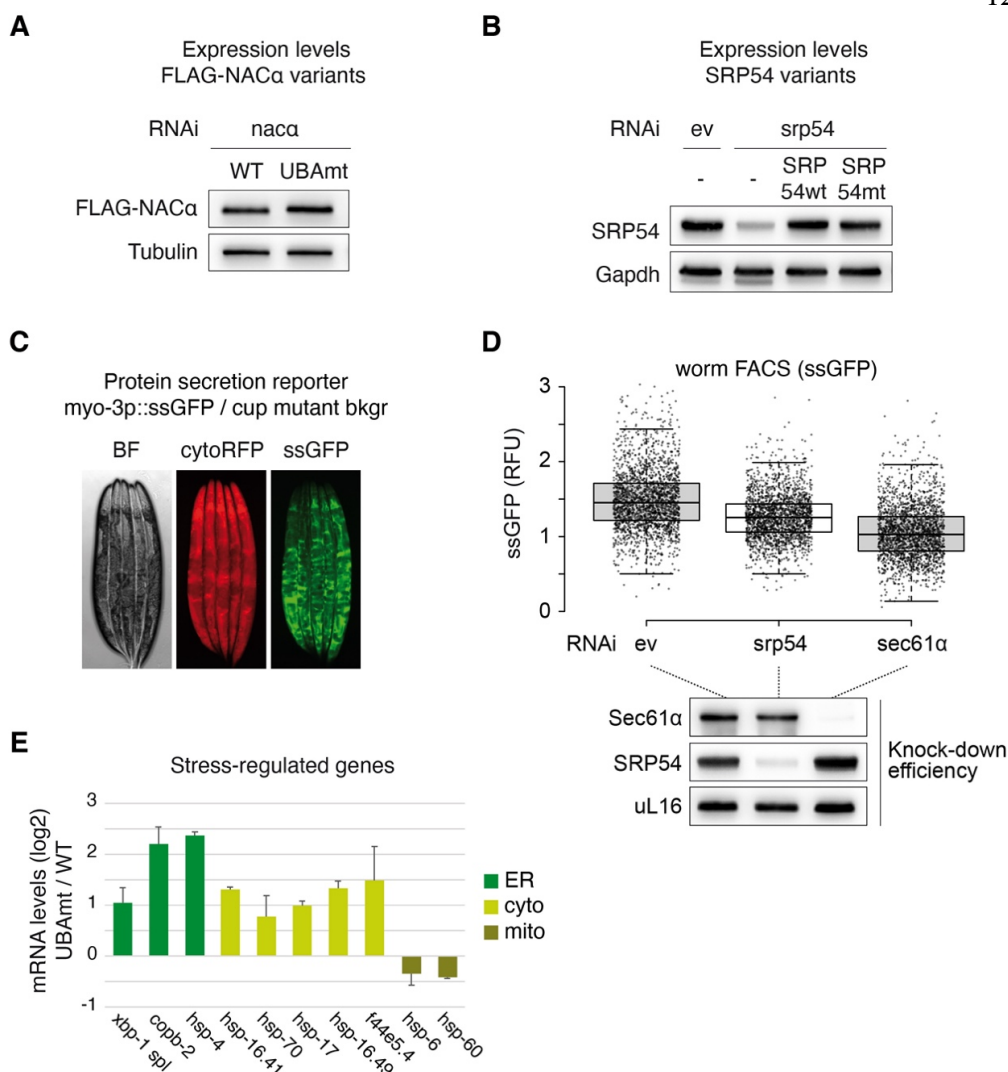 12
A
Expression levels
FLAG-NACα variants
RNAi nacα
WT UBAmt
FLAG-NACα
Tubulin
B
Expression levels
SRP54 variants
RNAi ev srp54
- - SRP SRP
54wt 54mt
SRP54
Gapdh
C
Protein secretion reporter
myo-3p::ssGFP / cup mutant bkgr
BF cytoRFP ssGFP
D
worm FACS (ssGFP)
ssGFP (RFU)
3
2
1
0
RNAi ev srp54 sec61α
Sec61α
SRP54
uL16
Knock-down
efficiency
E
Stress-regulated genes
mRNA levels (log2)
UBAmt / WT
3
2
1
0
-1
xbp-1 spl
copb-2
hsp-4
hsp-16.41
hsp-70
hsp-17
hsp-16.49
f44e5.4
hsp-6
hsp-60
ER
cyto
mito